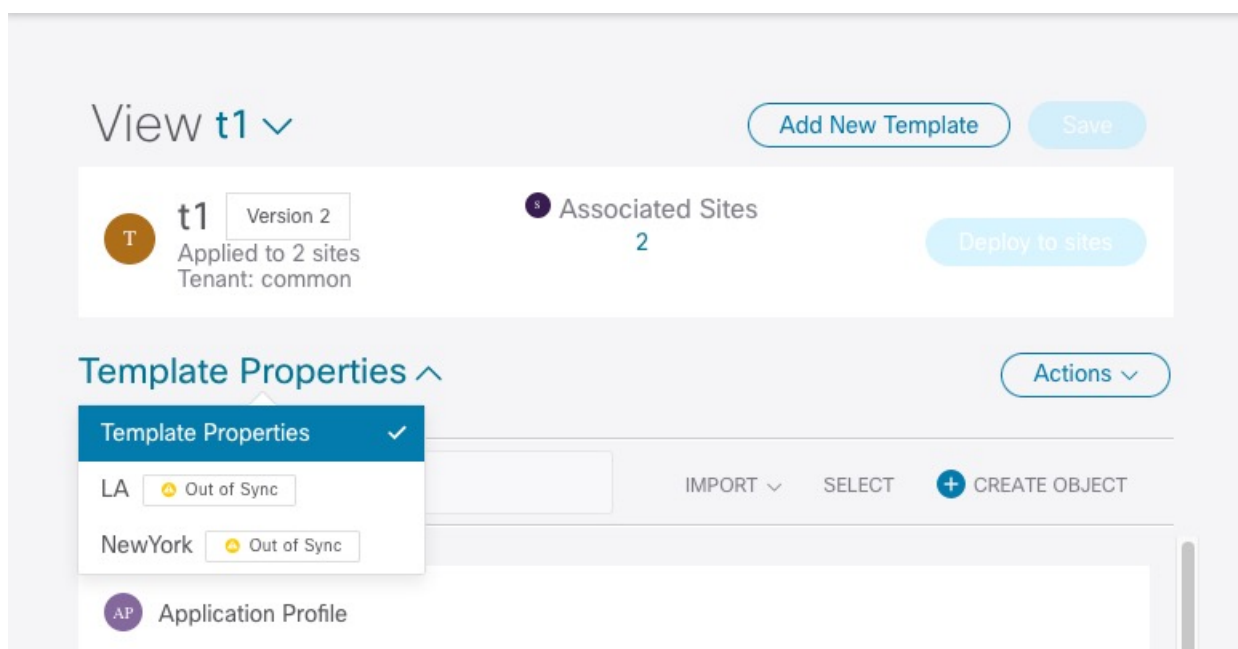 View t1
Add New Template
Save
T
t1
Version 2
Applied to 2 sites
Tenant: common
S
Associated Sites
2
Deploy to sites
Template Properties
Actions
Template Properties
LA
Out of Sync
IMPORT
SELECT
CREATE OBJECT
NewYork
Out of Sync
AP
Application Profile